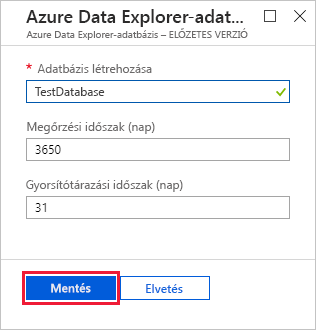 Azure Data Explorer-adat...
Azure Data Explorer-adatbázis – ELŐZETES VERZIÓ
* Adatbázis létrehozása
TestDatabase
Megőrzési időszak (nap)
3650
Gyorsítótárazási időszak (nap)
31
Mentés Elvetés